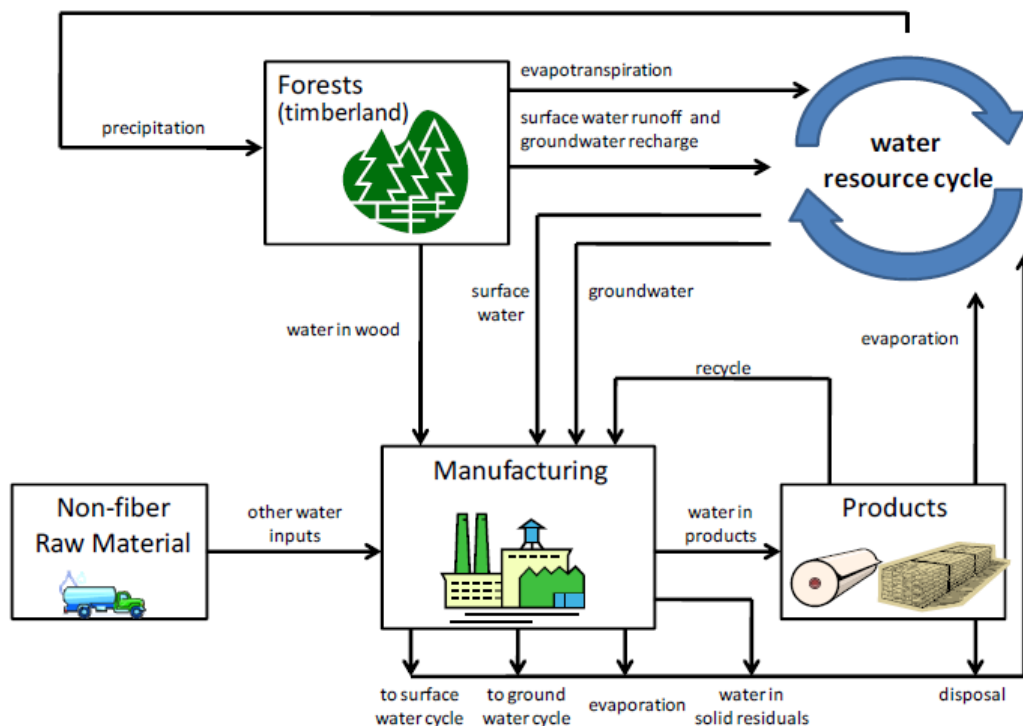 Forests
(timberland)
evapotranspiration
precipitation
surface water runoff and
groundwater recharge
water
resource cycle
surface
water
groundwater
water in wood
evaporation
recycle
Non-fiber
Raw Material
other water
inputs
Manufacturing
water in
products
Products
to surface
water cycle
to ground
water cycle
evaporation
water in
solid residuals
disposal